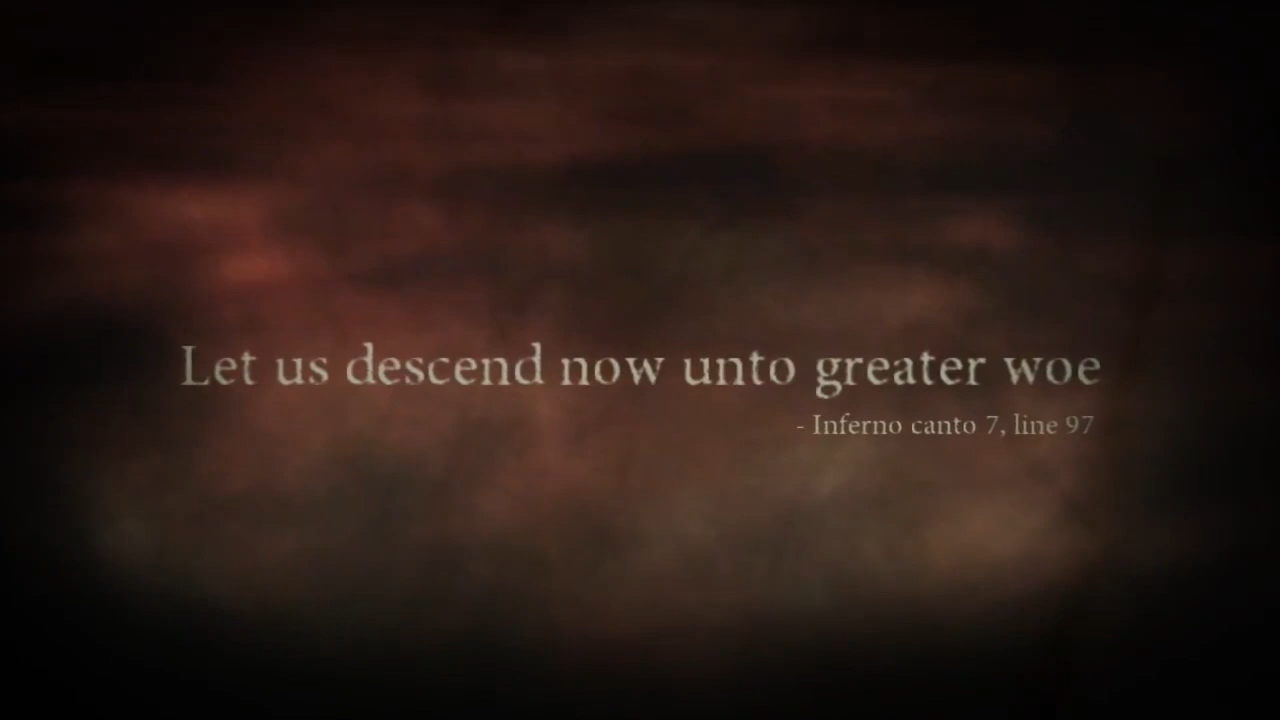 Let us descend now unto greater woe
- Inferno canto 7, line 97